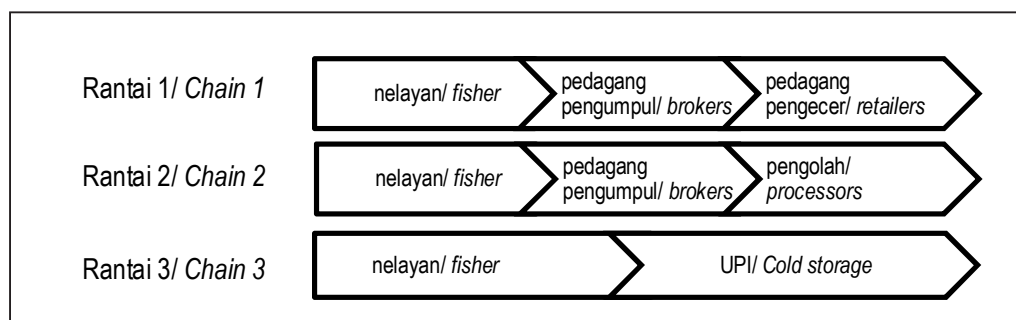 Rantai 1/ Chain 1
nelayan/ fisher
pedagang
pengumpul/ brokers
pedagang
pengecer/ retailers
Rantai 2/ Chain 2
nelayan/ fisher
pedagang
pengumpul/ brokers
pengolah/
processors
Rantai 3/ Chain 3
nelayan/ fisher
UPI/ Cold storage